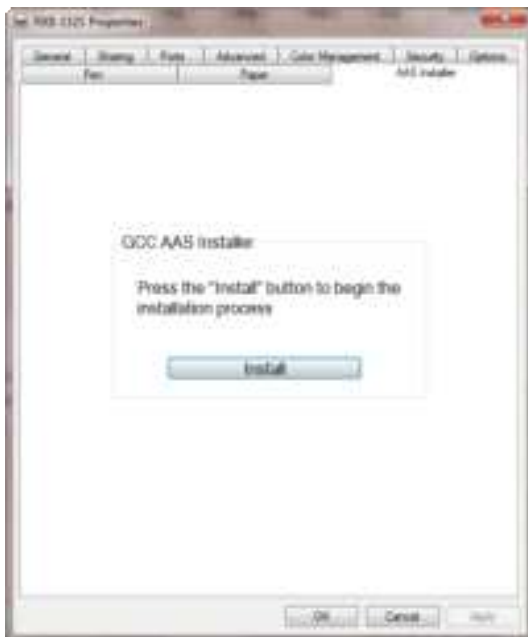 Properties
General Sharing Ports Advanced Color Management Security Options
Pen Paper AAS Installer
GCC AAS Installer
Press the "Install" button to begin the
installation process
Install
OK Cancel Apply